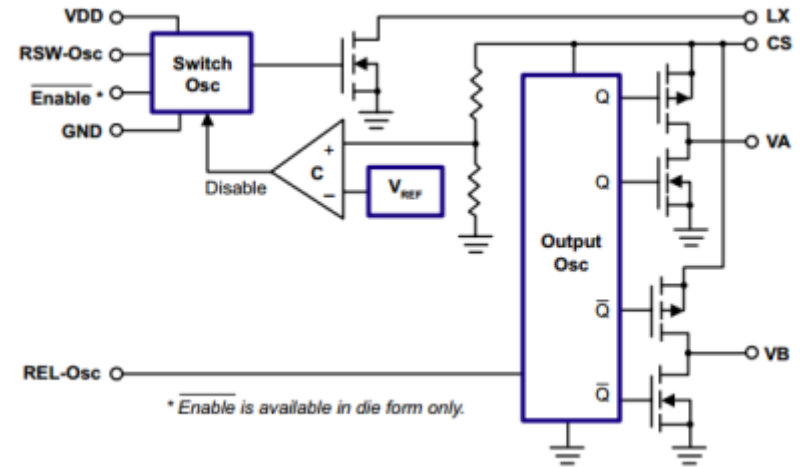 VDD
RSW-Osc
Enable *
GND
Switch
Osc
LX
CS
Q
VA
+
C
−
Disable
VREF
Q
Output
Osc
Q
VB
REL-Osc
Q
* Enable is available in die form only.